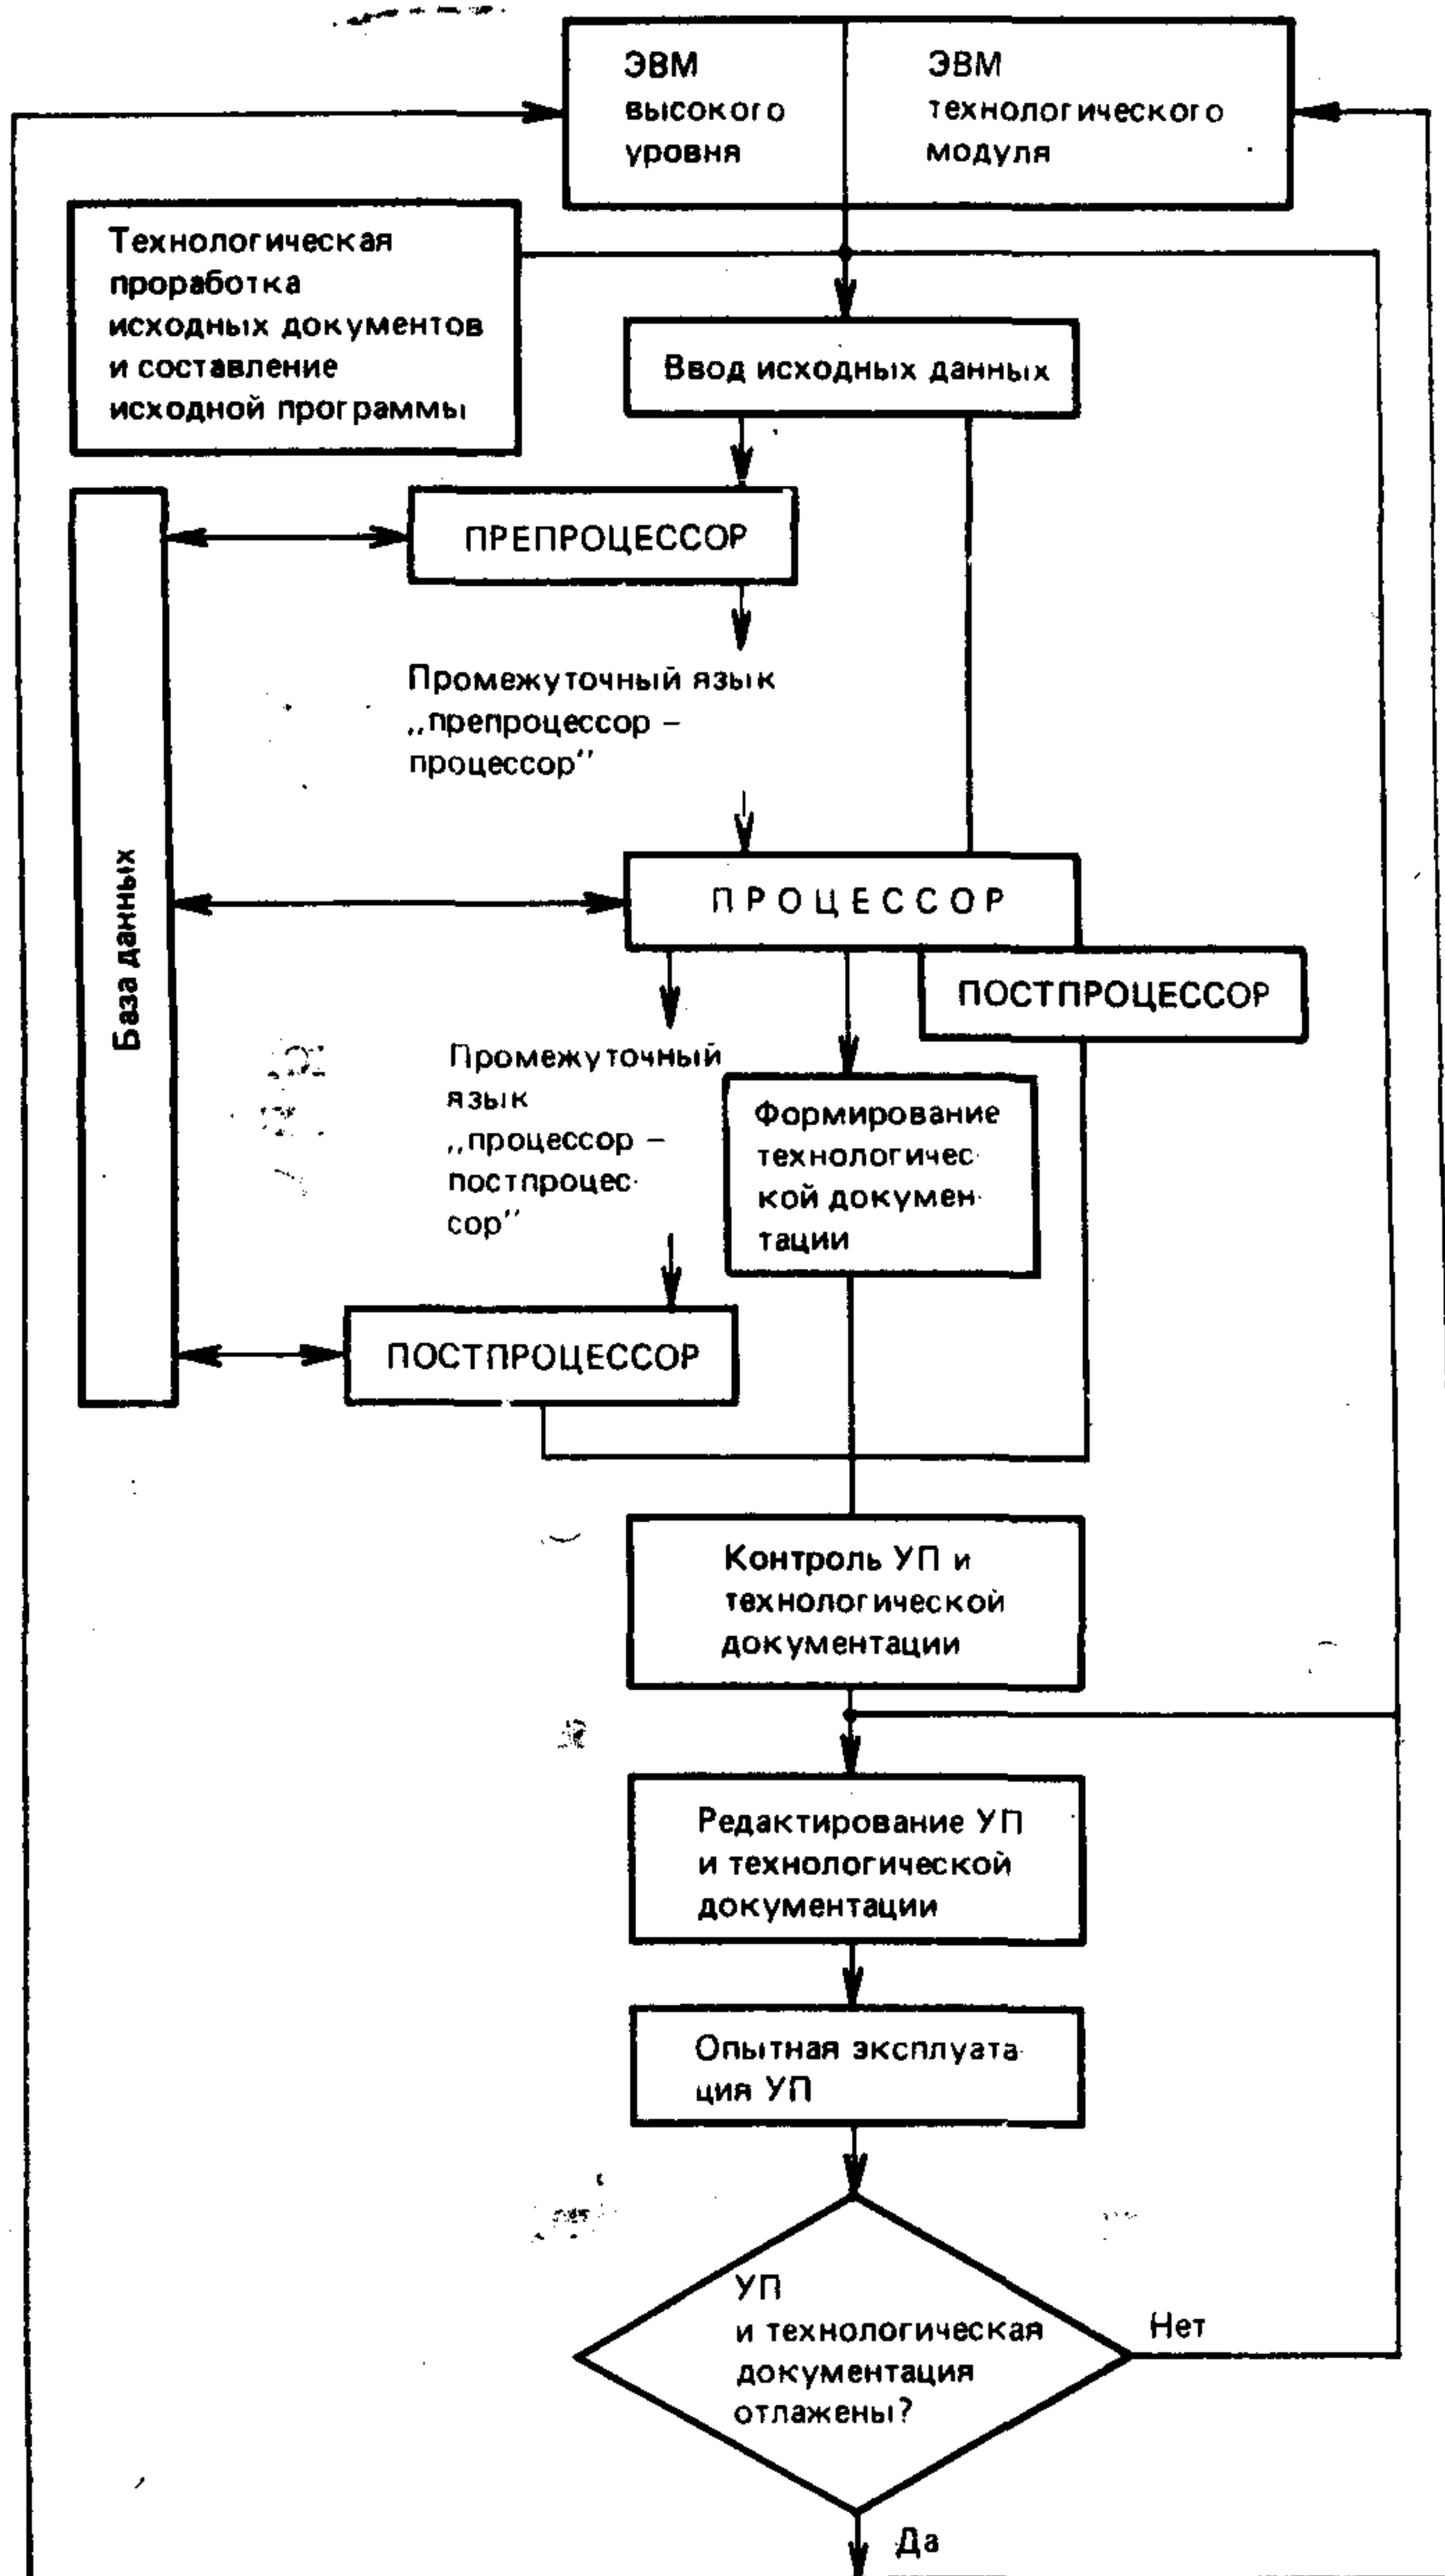 ЭВМ
высокого
уровня
ЭВМ
технологического
модуля
Технологическая
проработка
исходных документов
и составление
исходной программы
Ввод исходных данных
ПРЕПРОЦЕССОР
Промежуточный язык
„препроцессор –
процессор"
База данных
ПРОЦЕССОР
ПОСТПРОЦЕССОР
Промежуточный
язык
„процессор –
постпроцес-
сор"
Формирование
технологичес-
кой докумен-
тации
ПОСТПРОЦЕССОР
Контроль УП и
технологической
документации
Редактирование УП
и технологической
документации
Опытная эксплуата-
ция УП
УП
и технологическая
документация
отлажены?
Нет
Да